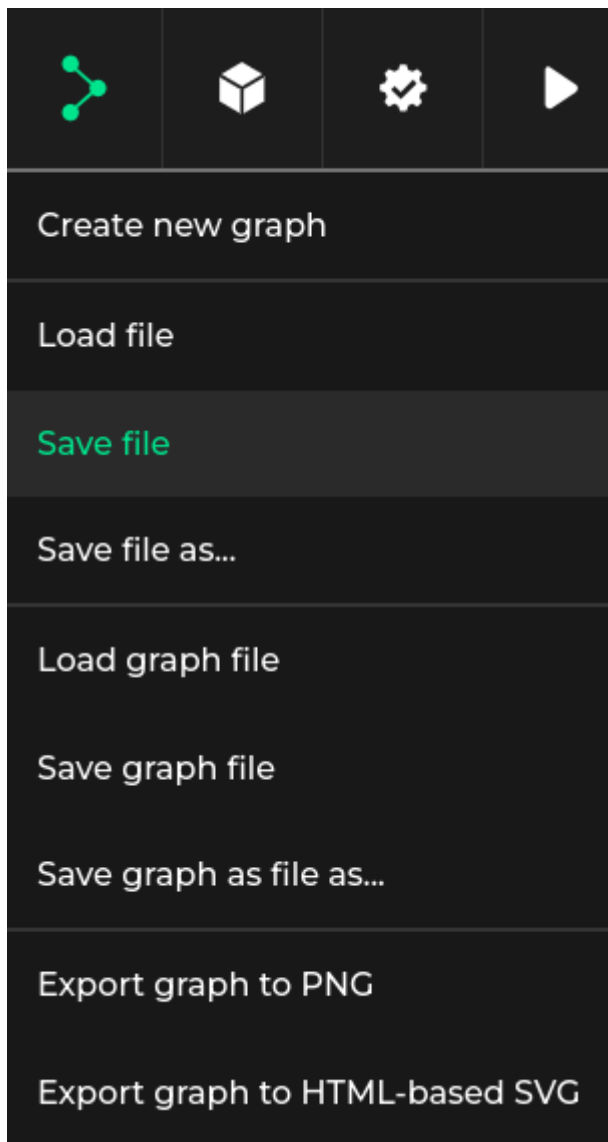 Create new graph
Load file
Save file
Save file as...
Load graph file
Save graph file
Save graph as file as...
Export graph to PNG
Export graph to HTML-based SVG